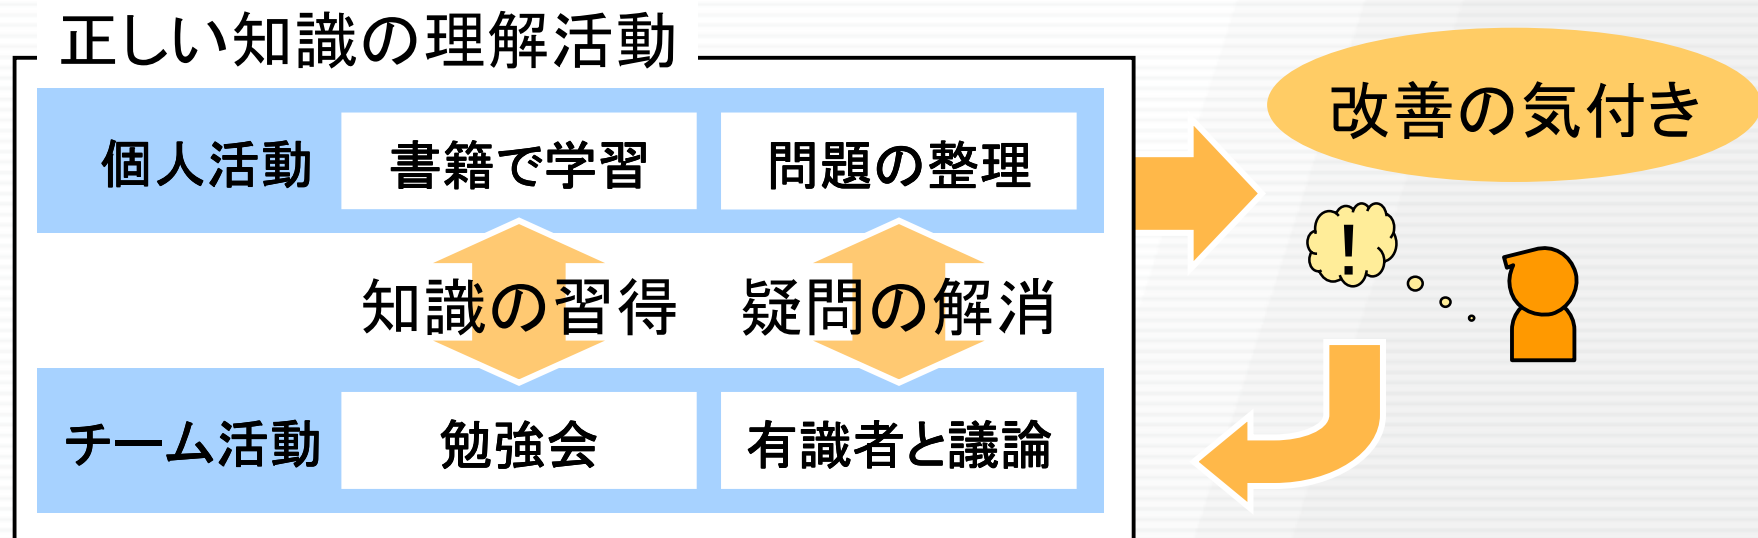 正しい知識の理解活動
改善の気付き
個人活動
書籍で学習
問題の整理
!
知識の習得
疑問の解消
チーム活動
勉強会
有識者と議論